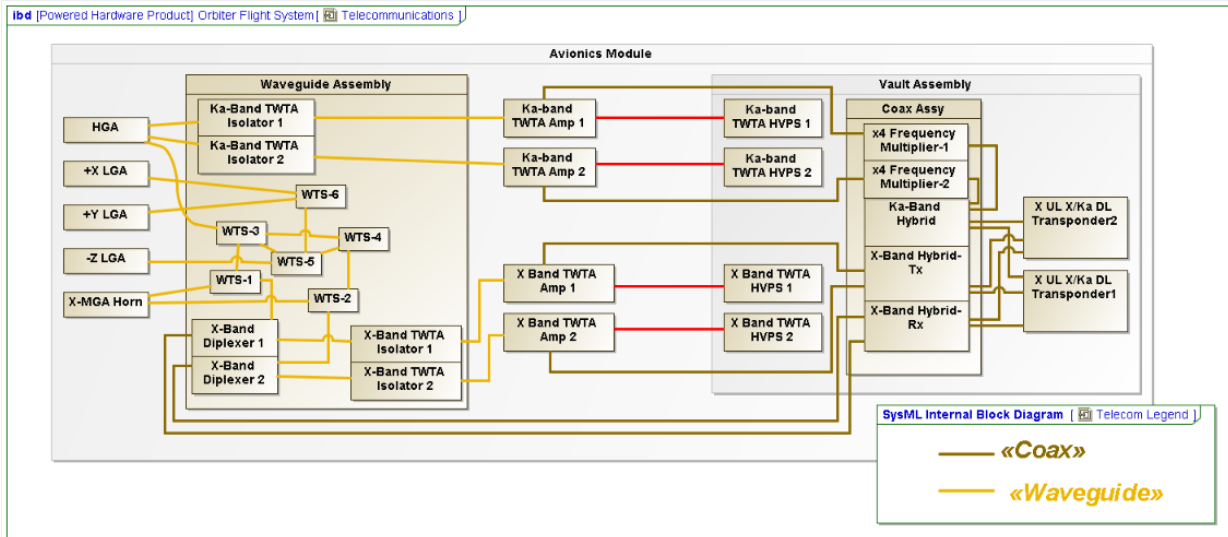 ibd [Powered Hardware Product] Orbiter Flight System[ Telecommunications ]
Avionics Module
Waveguide Assembly
Vault Assembly
Coax Assy
HGA
+X LGA
+Y LGA
-Z LGA
X-MGA Horn
Ka-Band TWTA
Isolator 1
Ka-Band TWTA
Isolator 2
WTS-6
WTS-3
WTS-4
WTS-5
WTS-1
WTS-2
X-Band
Diplexer 1
X-Band
Diplexer 2
X-Band TWTA
Isolator 1
X-Band TWTA
Isolator 2
Ka-band
TWTA Amp 1
Ka-band
TWTA Amp 2
X Band TWTA
Amp 1
X Band TWTA
Amp 2
Ka-band
TWTA HVPS 1
Ka-band
TWTA HVPS 2
X Band TWTA
HVPS 1
X Band TWTA
HVPS 2
x4 Frequency
Multiplier-1
x4 Frequency
Multiplier-2
Ka-Band
Hybrid
X-Band Hybrid-
Tx
X-Band Hybrid-
Rx
X UL X/Ka DL
Transponder2
X UL X/Ka DL
Transponder1
SysML Internal Block Diagram [ Telecom Legend ]
«Coax»
«Waveguide»